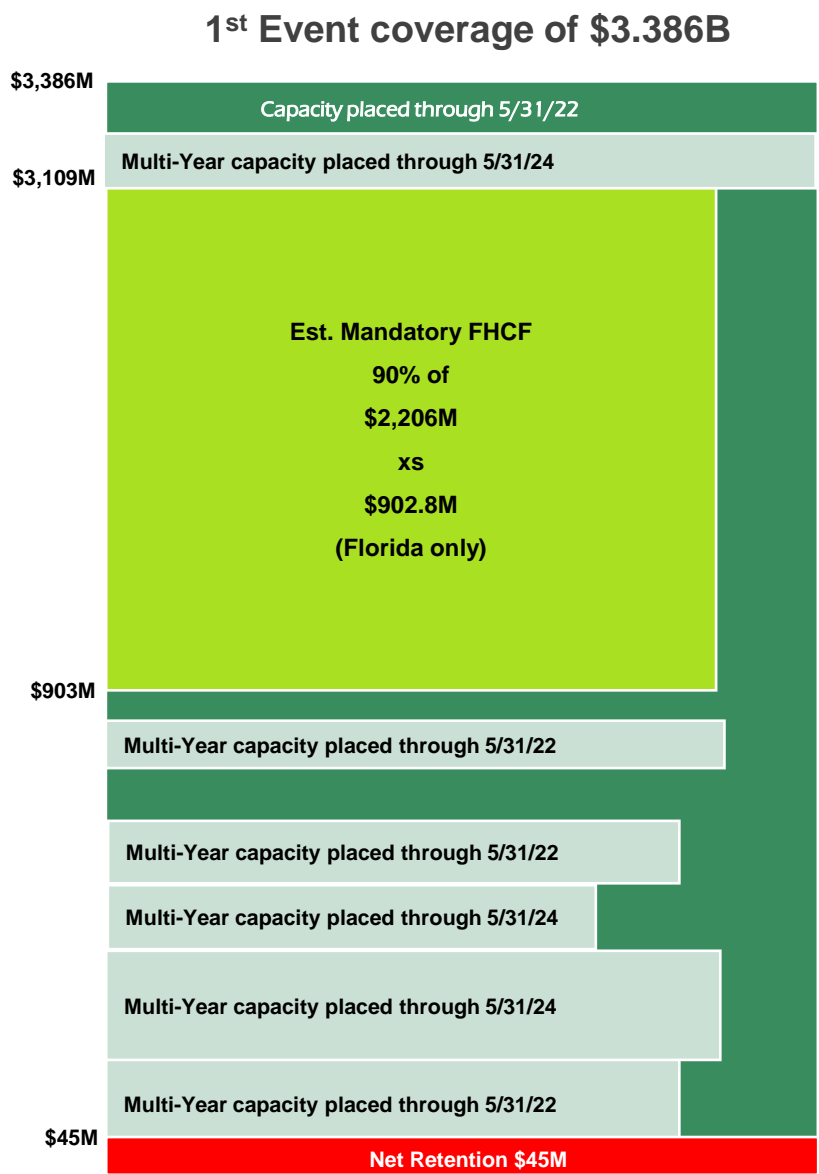 1st Event coverage of $3.386B
$3,386M
Capacity placed through 5/31/22
Multi-Year capacity placed through 5/31/24
$3,109M
Est. Mandatory FHCF
90% of
$2,206M
xs
$902.8M
(Florida only)
$903M
Multi-Year capacity placed through 5/31/22
Multi-Year capacity placed through 5/31/22
Multi-Year capacity placed through 5/31/24
Multi-Year capacity placed through 5/31/24
Multi-Year capacity placed through 5/31/22
$45M
Net Retention $45M